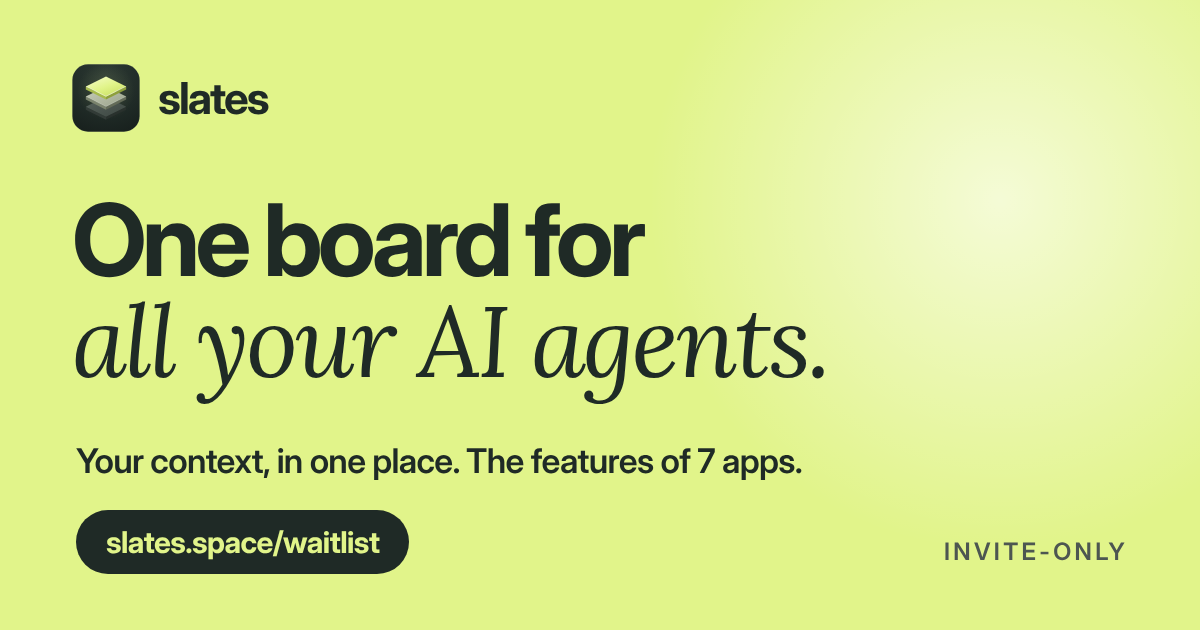 slates
One board for
all your AI agents.
Your context, in one place. The features of 7 apps.
slates.space/waitlist
INVITE-ONLY